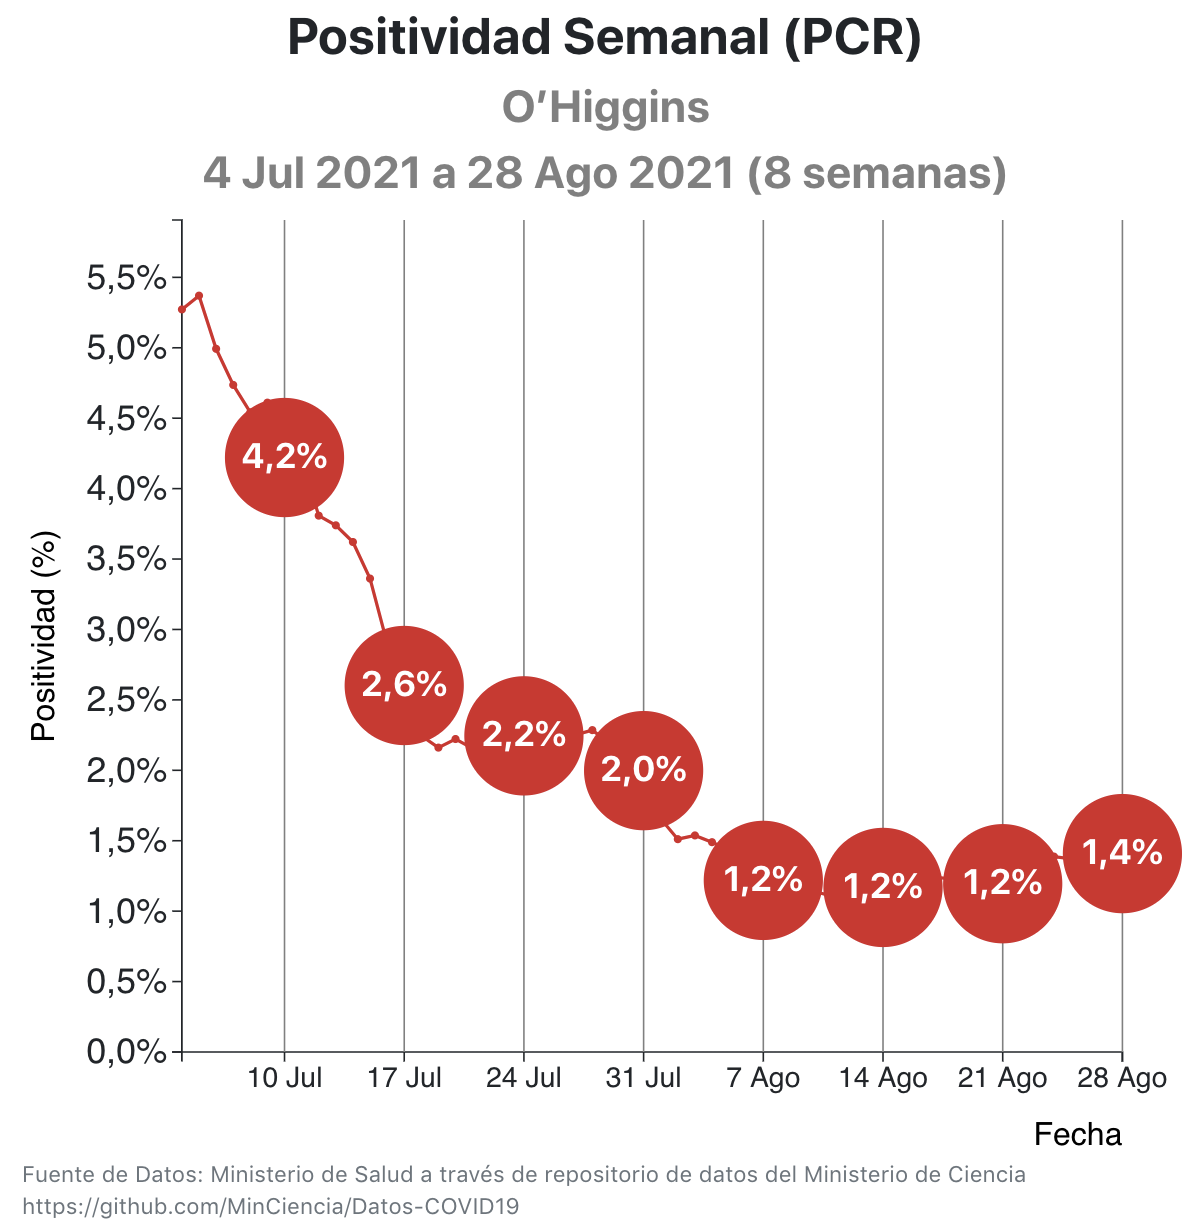 Positividad Semanal (PCR)
O’Higgins
4 Jul 2021 a 28 Ago 2021 (8 semanas)
5,5%
5,0%
4,5%
4,0%
3,5%
3,0%
2,5%
2,0%
1,5%
1,0%
0,5%
0,0%
Positividad (%)
4,2%
2,6%
2,2%
2,0%
1,2%
1,2%
1,2%
1,4%
10 Jul
17 Jul
24 Jul
31 Jul
7 Ago
14 Ago
21 Ago
28 Ago
Fecha
Fuente de Datos: Ministerio de Salud a través de repositorio de datos del Ministerio de Ciencia
https://github.com/MinCiencia/Datos-COVID19